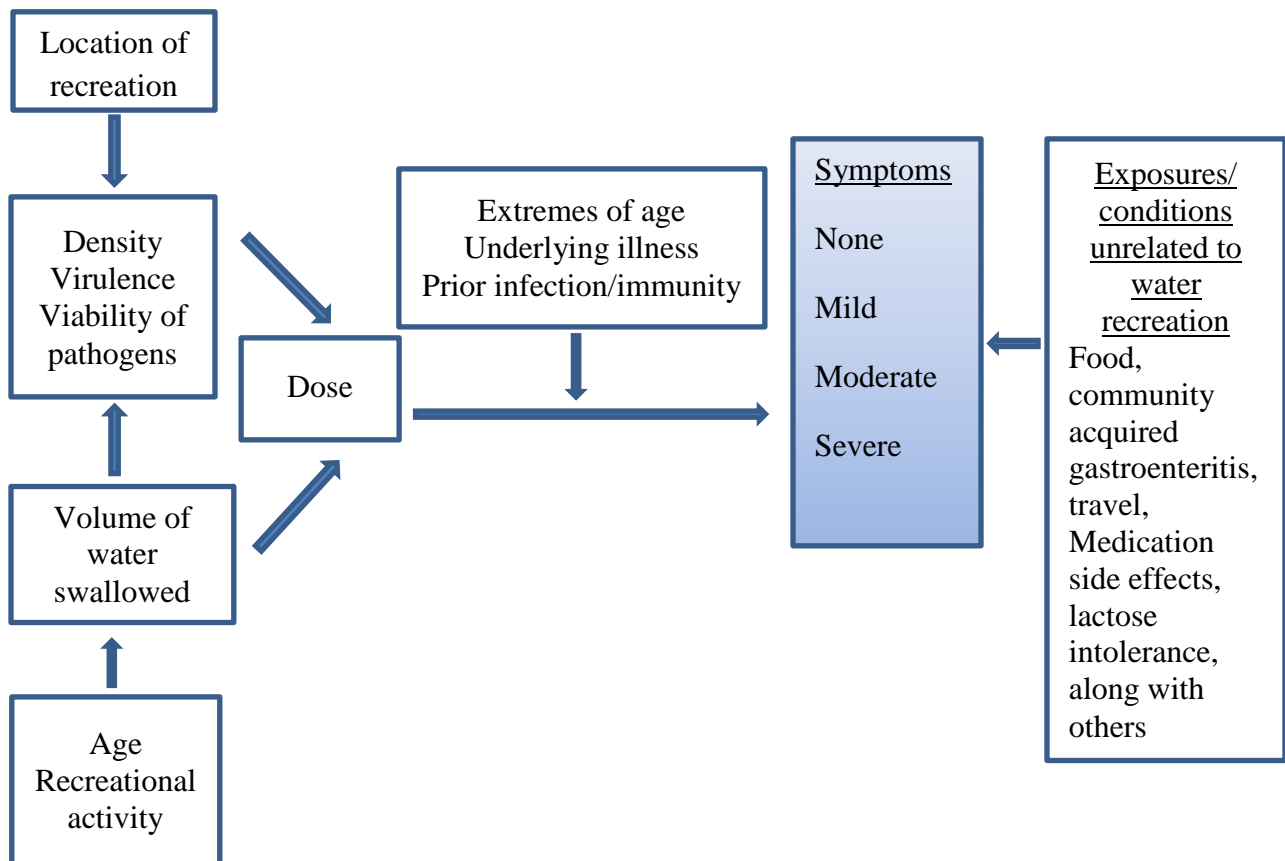 Location of
recreation
Density
Virulence
Viability of
pathogens
Volume of
water
swallowed
Age
Recreational
activity
Dose
Extremes of age
Underlying illness
Prior infection/immunity
Symptoms
None
Mild
Moderate
Severe
Exposures/
conditions
unrelated to
water
recreation
Food,
community
acquired
gastroenteritis,
travel,
Medication
side effects,
lactose
intolerance,
along with
others